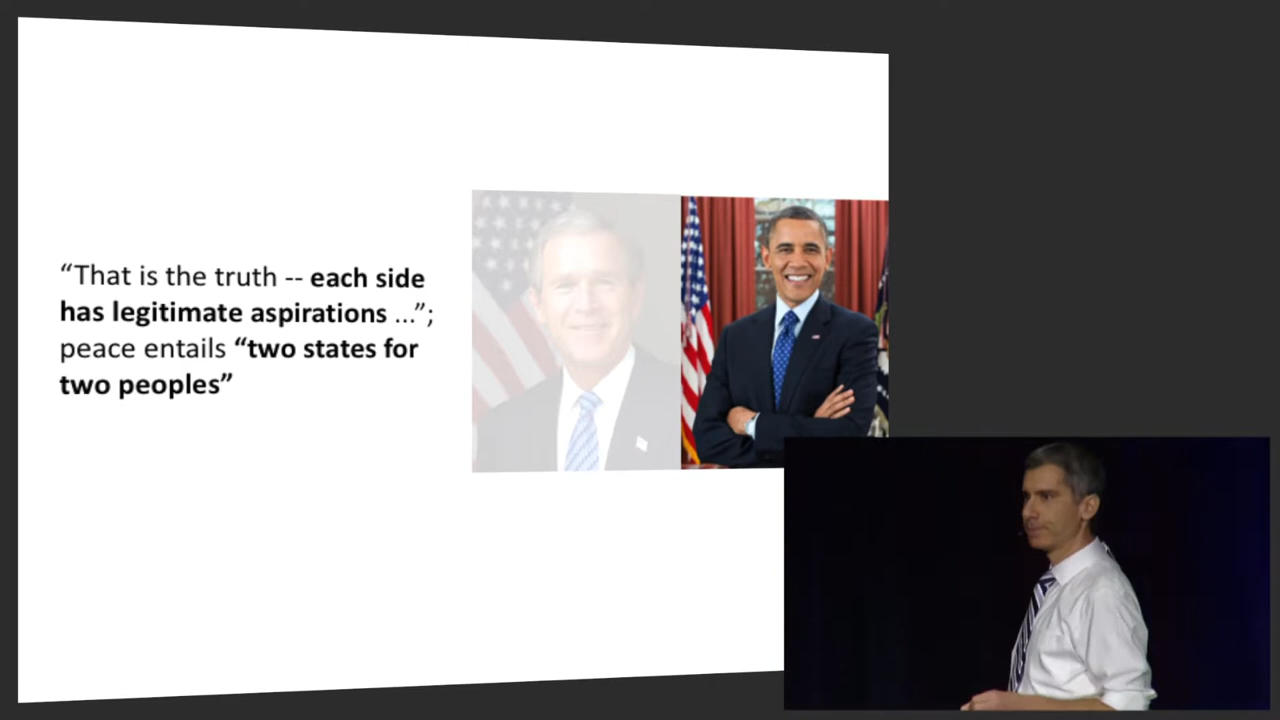 “That is the truth -- each side
has legitimate aspirations ...”;
peace entails “two states for
two peoples”